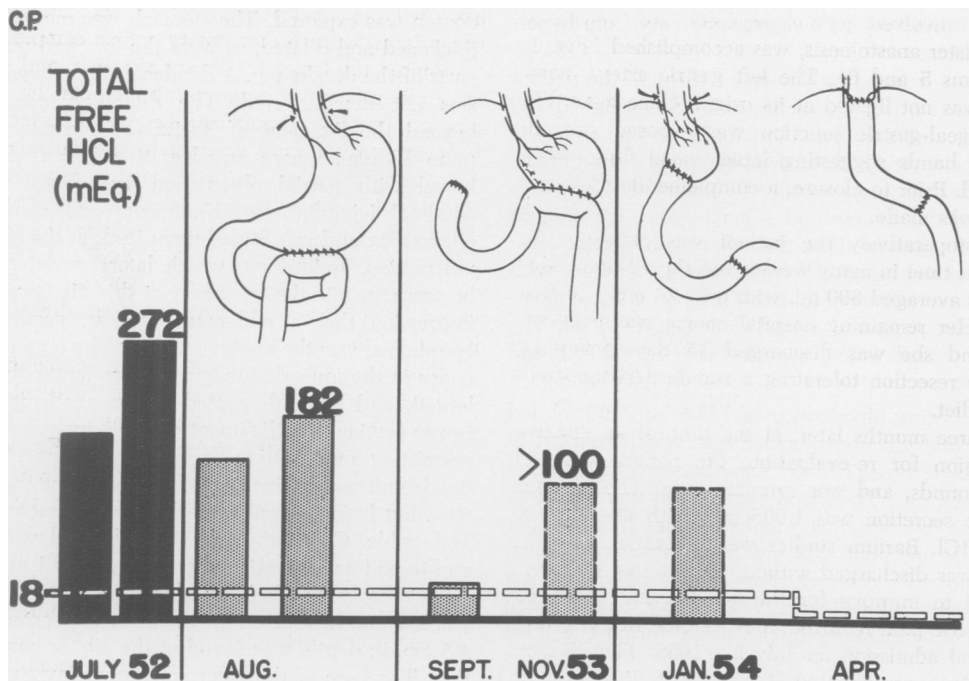 G.P.
TOTAL
FREE
HCL
(mEq.)
272
182
>100
18
JULY 52
AUG.
SEPT.
NOV. 53
JAN. 54
APR.